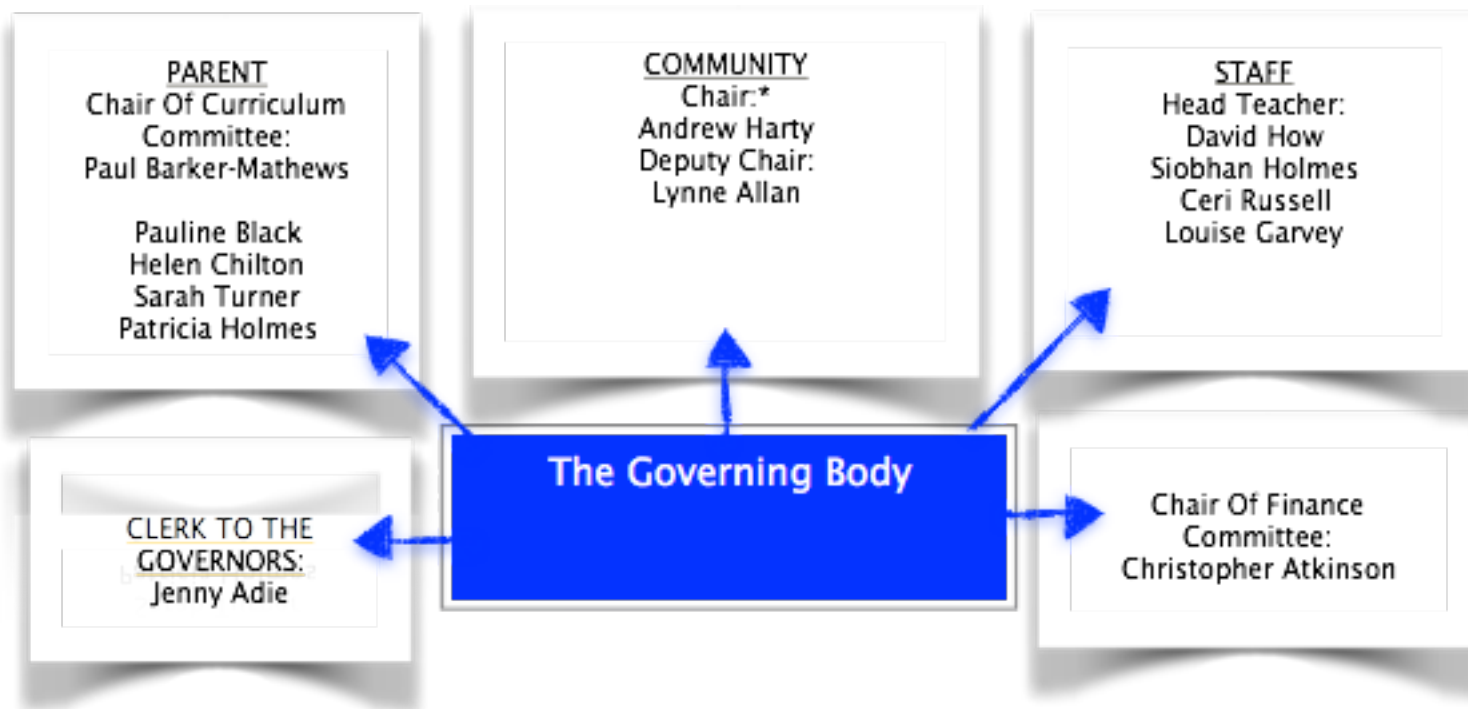 PARENT
Chair Of Curriculum
Committee:
Paul Barker-Mathews
Pauline Black
Helen Chilton
Sarah Turner
Patricia Holmes
COMMUNITY
Chair:*
Andrew Harty
Deputy Chair:
Lynne Allan
STAFF
Head Teacher:
David How
Siobhan Holmes
Ceri Russell
Louise Garvey
CLERK TO THE
GOVERNORS:
Jenny Adie
The Governing Body
Chair Of Finance
Committee:
Christopher Atkinson